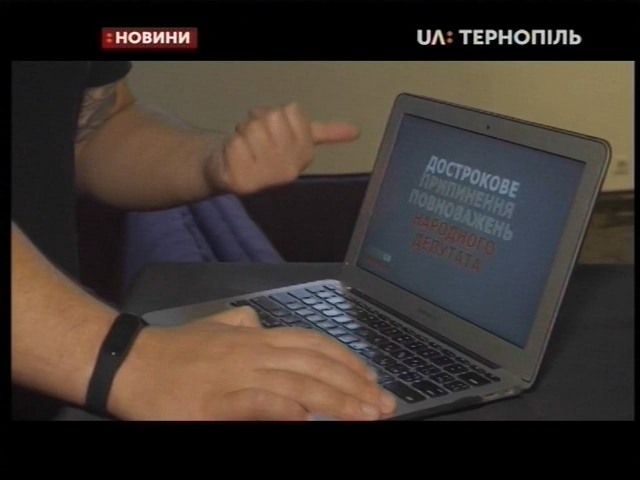 :НОВИНИ
UA: ТЕРНОПІЛЬ
ДОСТРОКОВЕ
ПРИПИНЕННЯ
ПОВНОВАЖЕНЬ
НАРОДНОГО
ДЕПУТАТА